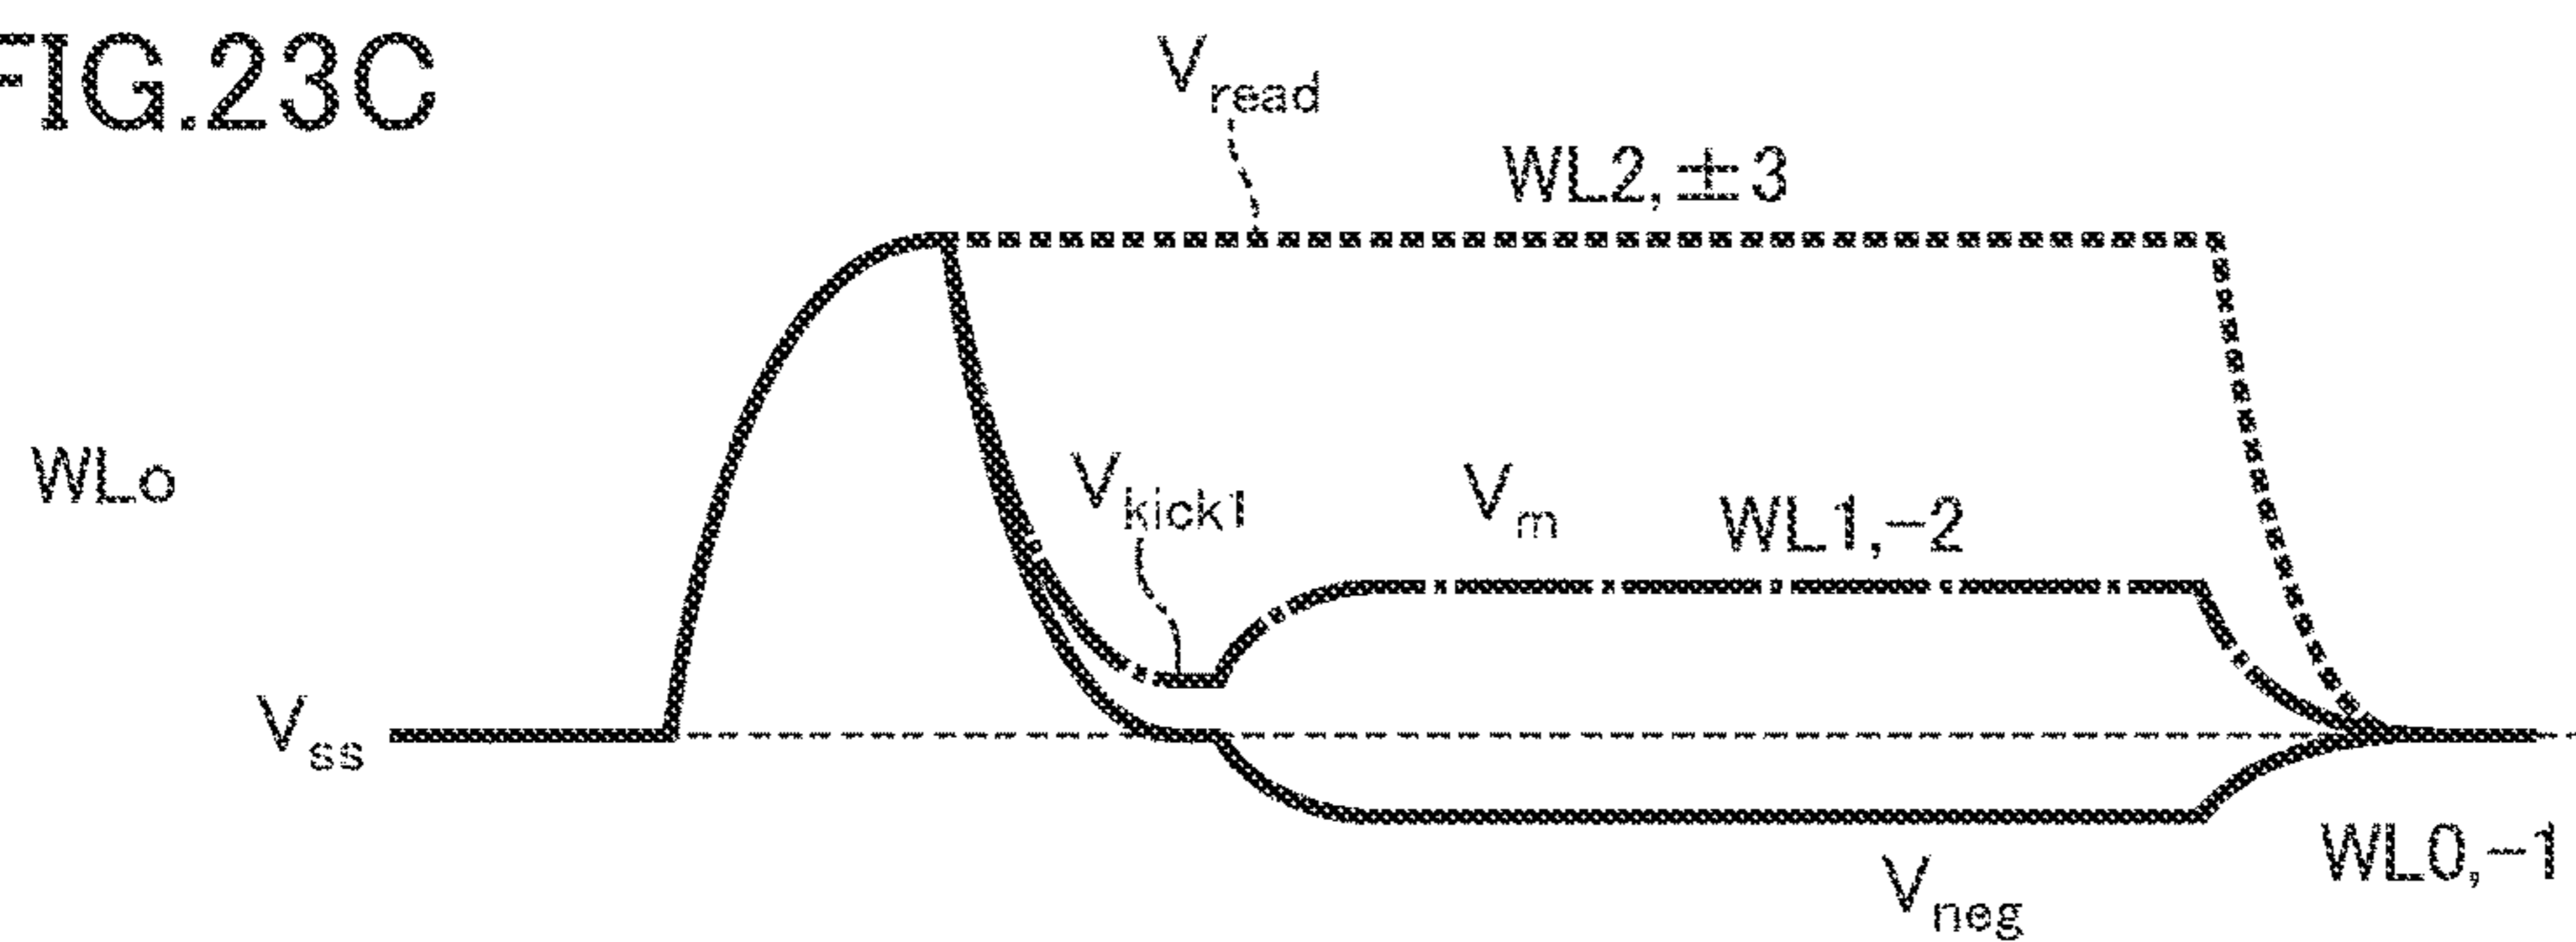 FIG.23C
Vread
WL2, ±3
WLo
Vkick1
Vm
WL1,-2
Vss
Vneg
WL0,-1